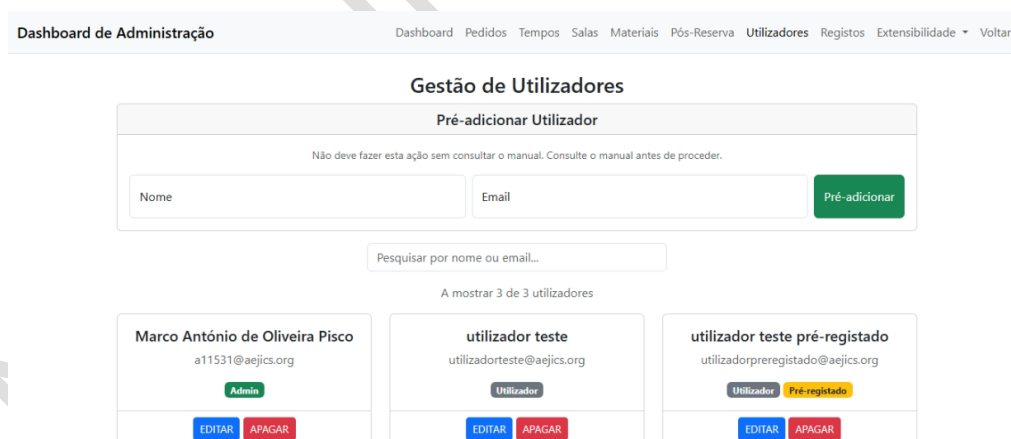 Dashboard de Administração Dashboard Pedidos Tempos Salas Materiais Pós-Reserva Utilizadores Registos Extensibilidade Voltar
Gestão de Utilizadores
Pré-adicionar Utilizador
Não deve fazer esta ação sem consultar o manual. Consulte o manual antes de proceder.
Nome Email Pré-adicionar
Pesquisar por nome ou email...
A mostrar 3 de 3 utilizadores
Marco António de Oliveira Pisco
a11531@aejics.org
Admin
EDITAR APAGAR
utilizador teste
utilizadorteste@aejics.org
Utilizador
EDITAR APAGAR
utilizador teste pré-registado
utilizadorpreregistado@aejics.org
Utilizador Pré-registado
EDITAR APAGAR